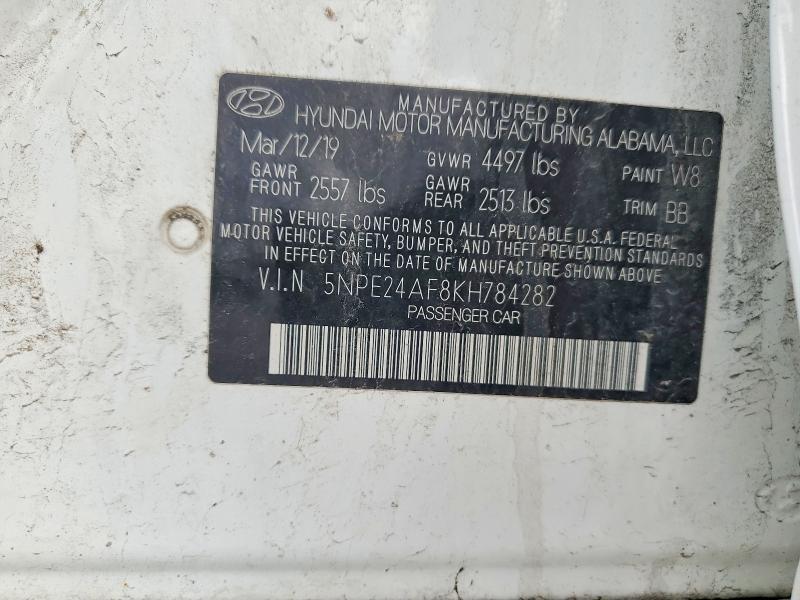 MANUFACTURED BY
HYUNDAI MOTOR MANUFACTURING ALABAMA, LLC
Mar/12/19 GVWR 4497 lbs PAINT W8
GAWR FRONT 2557 lbs GAWR REAR 2513 lbs TRIM BB
THIS VEHICLE CONFORMS TO ALL APPLICABLE U.S.A. FEDERAL
MOTOR VEHICLE SAFETY, BUMPER, AND THEFT PREVENTION STANDARDS
IN EFFECT ON THE DATE OF MANUFACTURE SHOWN ABOVE
V.I.N 5NPE24AF8KH784282
PASSENGER CAR